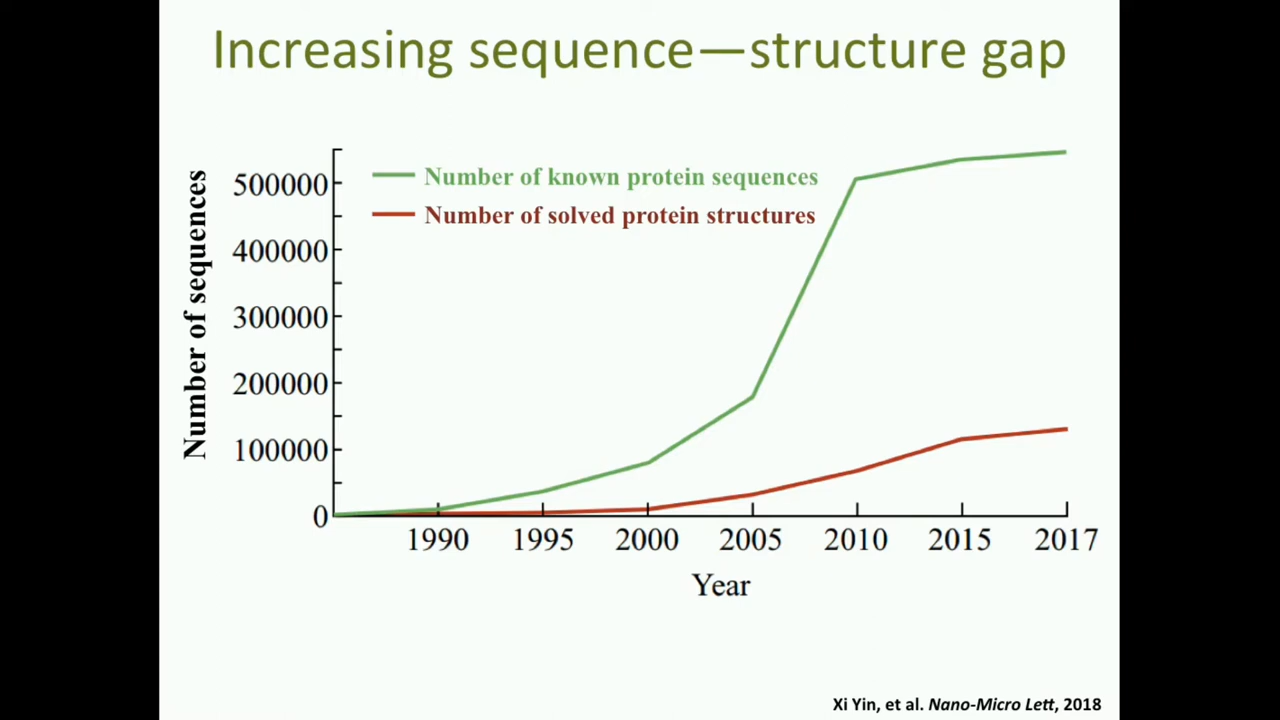 Increasing sequence—structure gap
Number of known protein sequences
Number of solved protein structures
Number of sequences
500000
400000
300000
200000
100000
0
1990 1995 2000 2005 2010 2015 2017
Year
Xi Yin, et al. Nano-Micro Lett, 2018